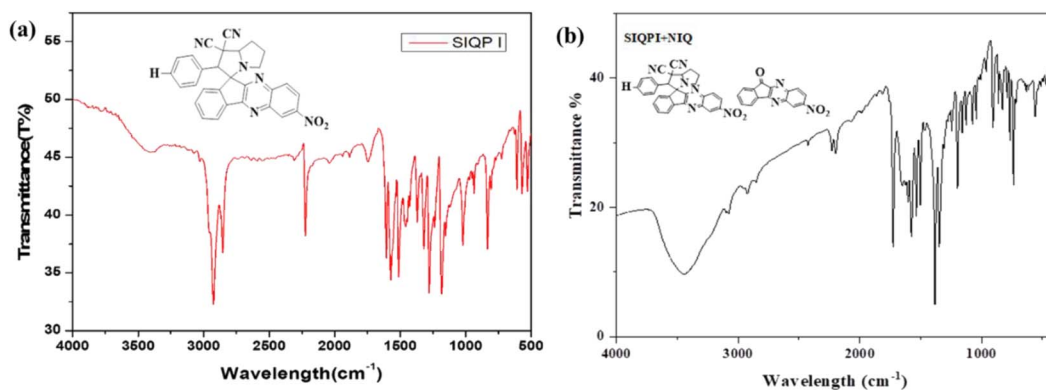 (a)
SIQP I
CN
NC
N
H
N
N
NO₂
Transmittance(T%)
55
50
45
40
35
30
4000 3500 3000 2500 2000 1500 1000 500
Wavelength(cm⁻¹)
(b)
SIQPI+NIQ
CN
NC
N
H
N
N
NO₂
O
N
N
NO₂
Transmittance %
40
20
0
4000 3000 2000 1000
Wavelength (cm⁻¹)